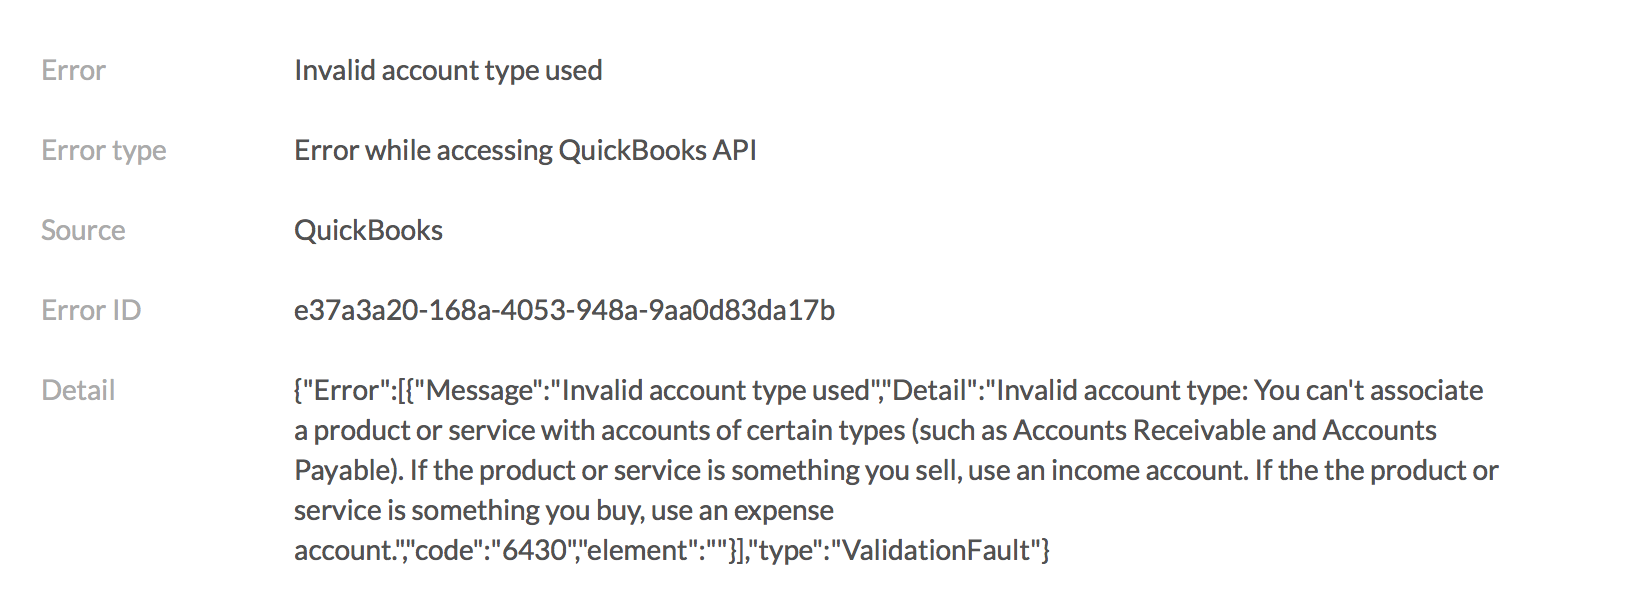 Error Invalid account type used
Error type Error while accessing QuickBooks API
Source QuickBooks
Error ID e37a3a20-168a-4053-948a-9aa0d83da17b
Detail {"Error":[{"Message":"Invalid account type used","Detail":"Invalid account type: You can't associate
a product or service with accounts of certain types (such as Accounts Receivable and Accounts
Payable). If the product or service is something you sell, use an income account. If the the product or
service is something you buy, use an expense
account.","code":"6430","element":""}],"type":"ValidationFault"}